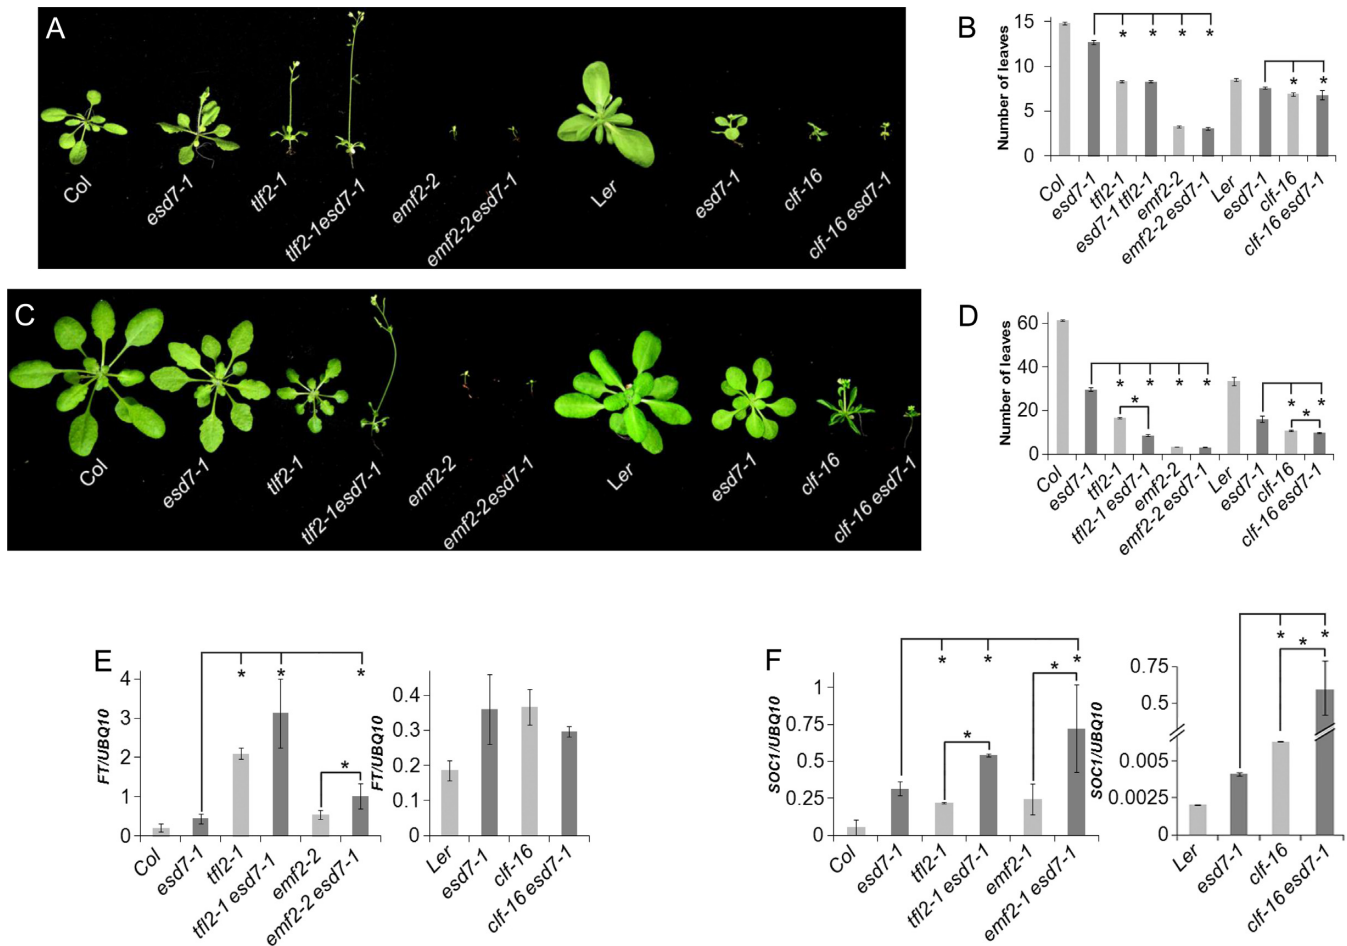 A
Col
esd7-1
tlf2-1
tlf2-1esd7-1
emf2-2
emf2-2 esd7-1
Ler
esd7-1
clf-16
clf-16 esd7-1
B
Number of leaves
15
10
5
0
* * * *
* *
Col
esd7-1
tfl2-1
esd7-1 tfl2-1
emf2-2
emf2-2 esd7-1
Ler
esd7-1
clf-16
clf-16 esd7-1
C
Col
esd7-1
tlf2-1
tlf2-1esd7-1
emf2-2
emf2-2 esd7-1
Ler
esd7-1
clf-16
clf-16 esd7-1
D
Number of leaves
60
40
20
0
* * * *
*
* *
*
Col
esd7-1
tfl2-1
tfl2-1 esd7-1
emf2-2
emf2-2 esd7-1
Ler
esd7-1
clf-16
clf-16 esd7-1
E
FT/UBQ10
4
3
2
1
0
* * *
*
Col
esd7-1
tfl2-1
tfl2-1 esd7-1
emf2-2
emf2-2 esd7-1
FT/UBQ10
0.4
0.3
0.2
0.1
0
Ler
esd7-1
clf-16
clf-16 esd7-1
F
SOC1/UBQ10
1
0.75
0.5
0.25
0
* * *
*
*
Col
esd7-1
tfl2-1
tfl2-1 esd7-1
emf2-1
emf2-1 esd7-1
SOC1/UBQ10
0.75
0.5
0.005
0.0025
0
* *
*
Ler
esd7-1
clf-16
clf-16 esd7-1